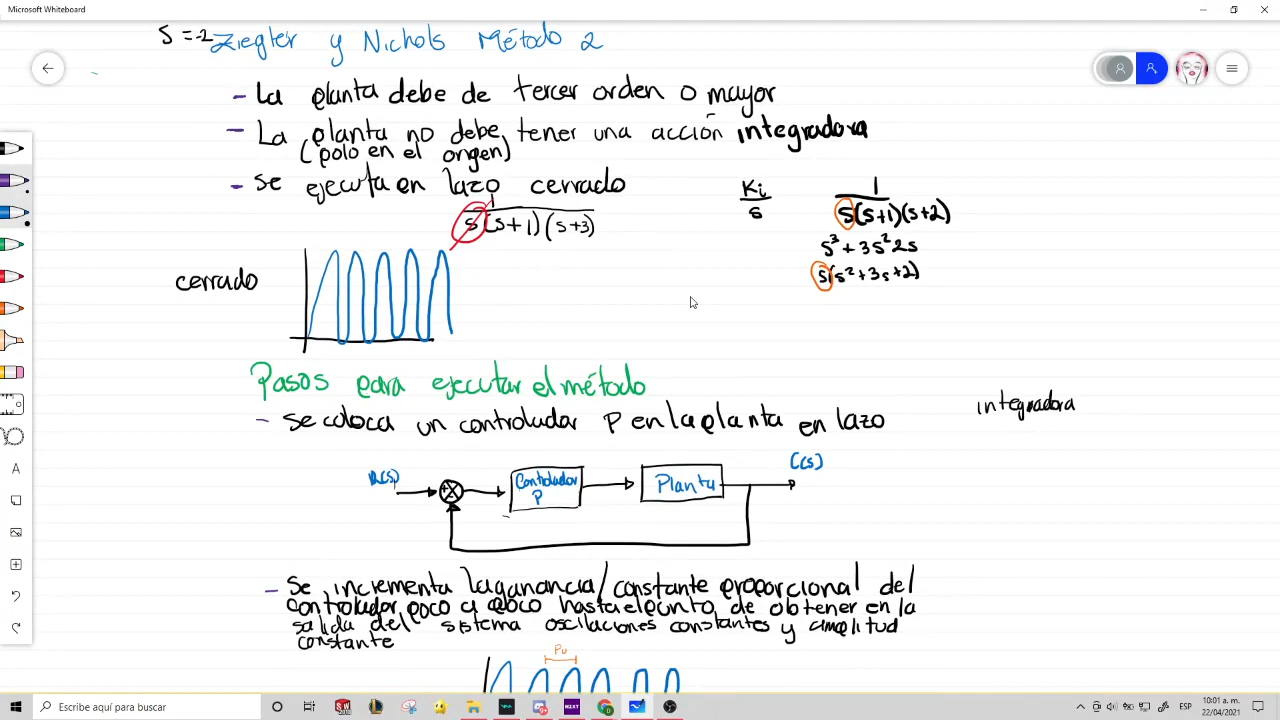 Microsoft Whiteboard
S = -2
Ziegler y Nichols Método 2
- La planta debe de tercer orden o mayor
- La planta no debe tener una acción integradora
(polo en el origen)
- Se ejecuta en lazo cerrado
1
s(s+1)(s+3)
Ki
s
1
s(s+1)(s+2)
s³ + 3s² 2s
s(s² + 3s + 2)
cerrado
Pasos para ejecutar el método
- Se coloca un controlador P en la planta en lazo
integradora
R(s)
+
Controlador
P
Planta
C(s)
- Se incrementa la ganancia/constante proporcional del
controlador poco a poco hasta el punto de obtener en la
salida del sistema oscilaciones constantes y amplitud
constante
Pu
A
Escribe aquí para buscar
ESP
10:01 a. m.
22/04/2021